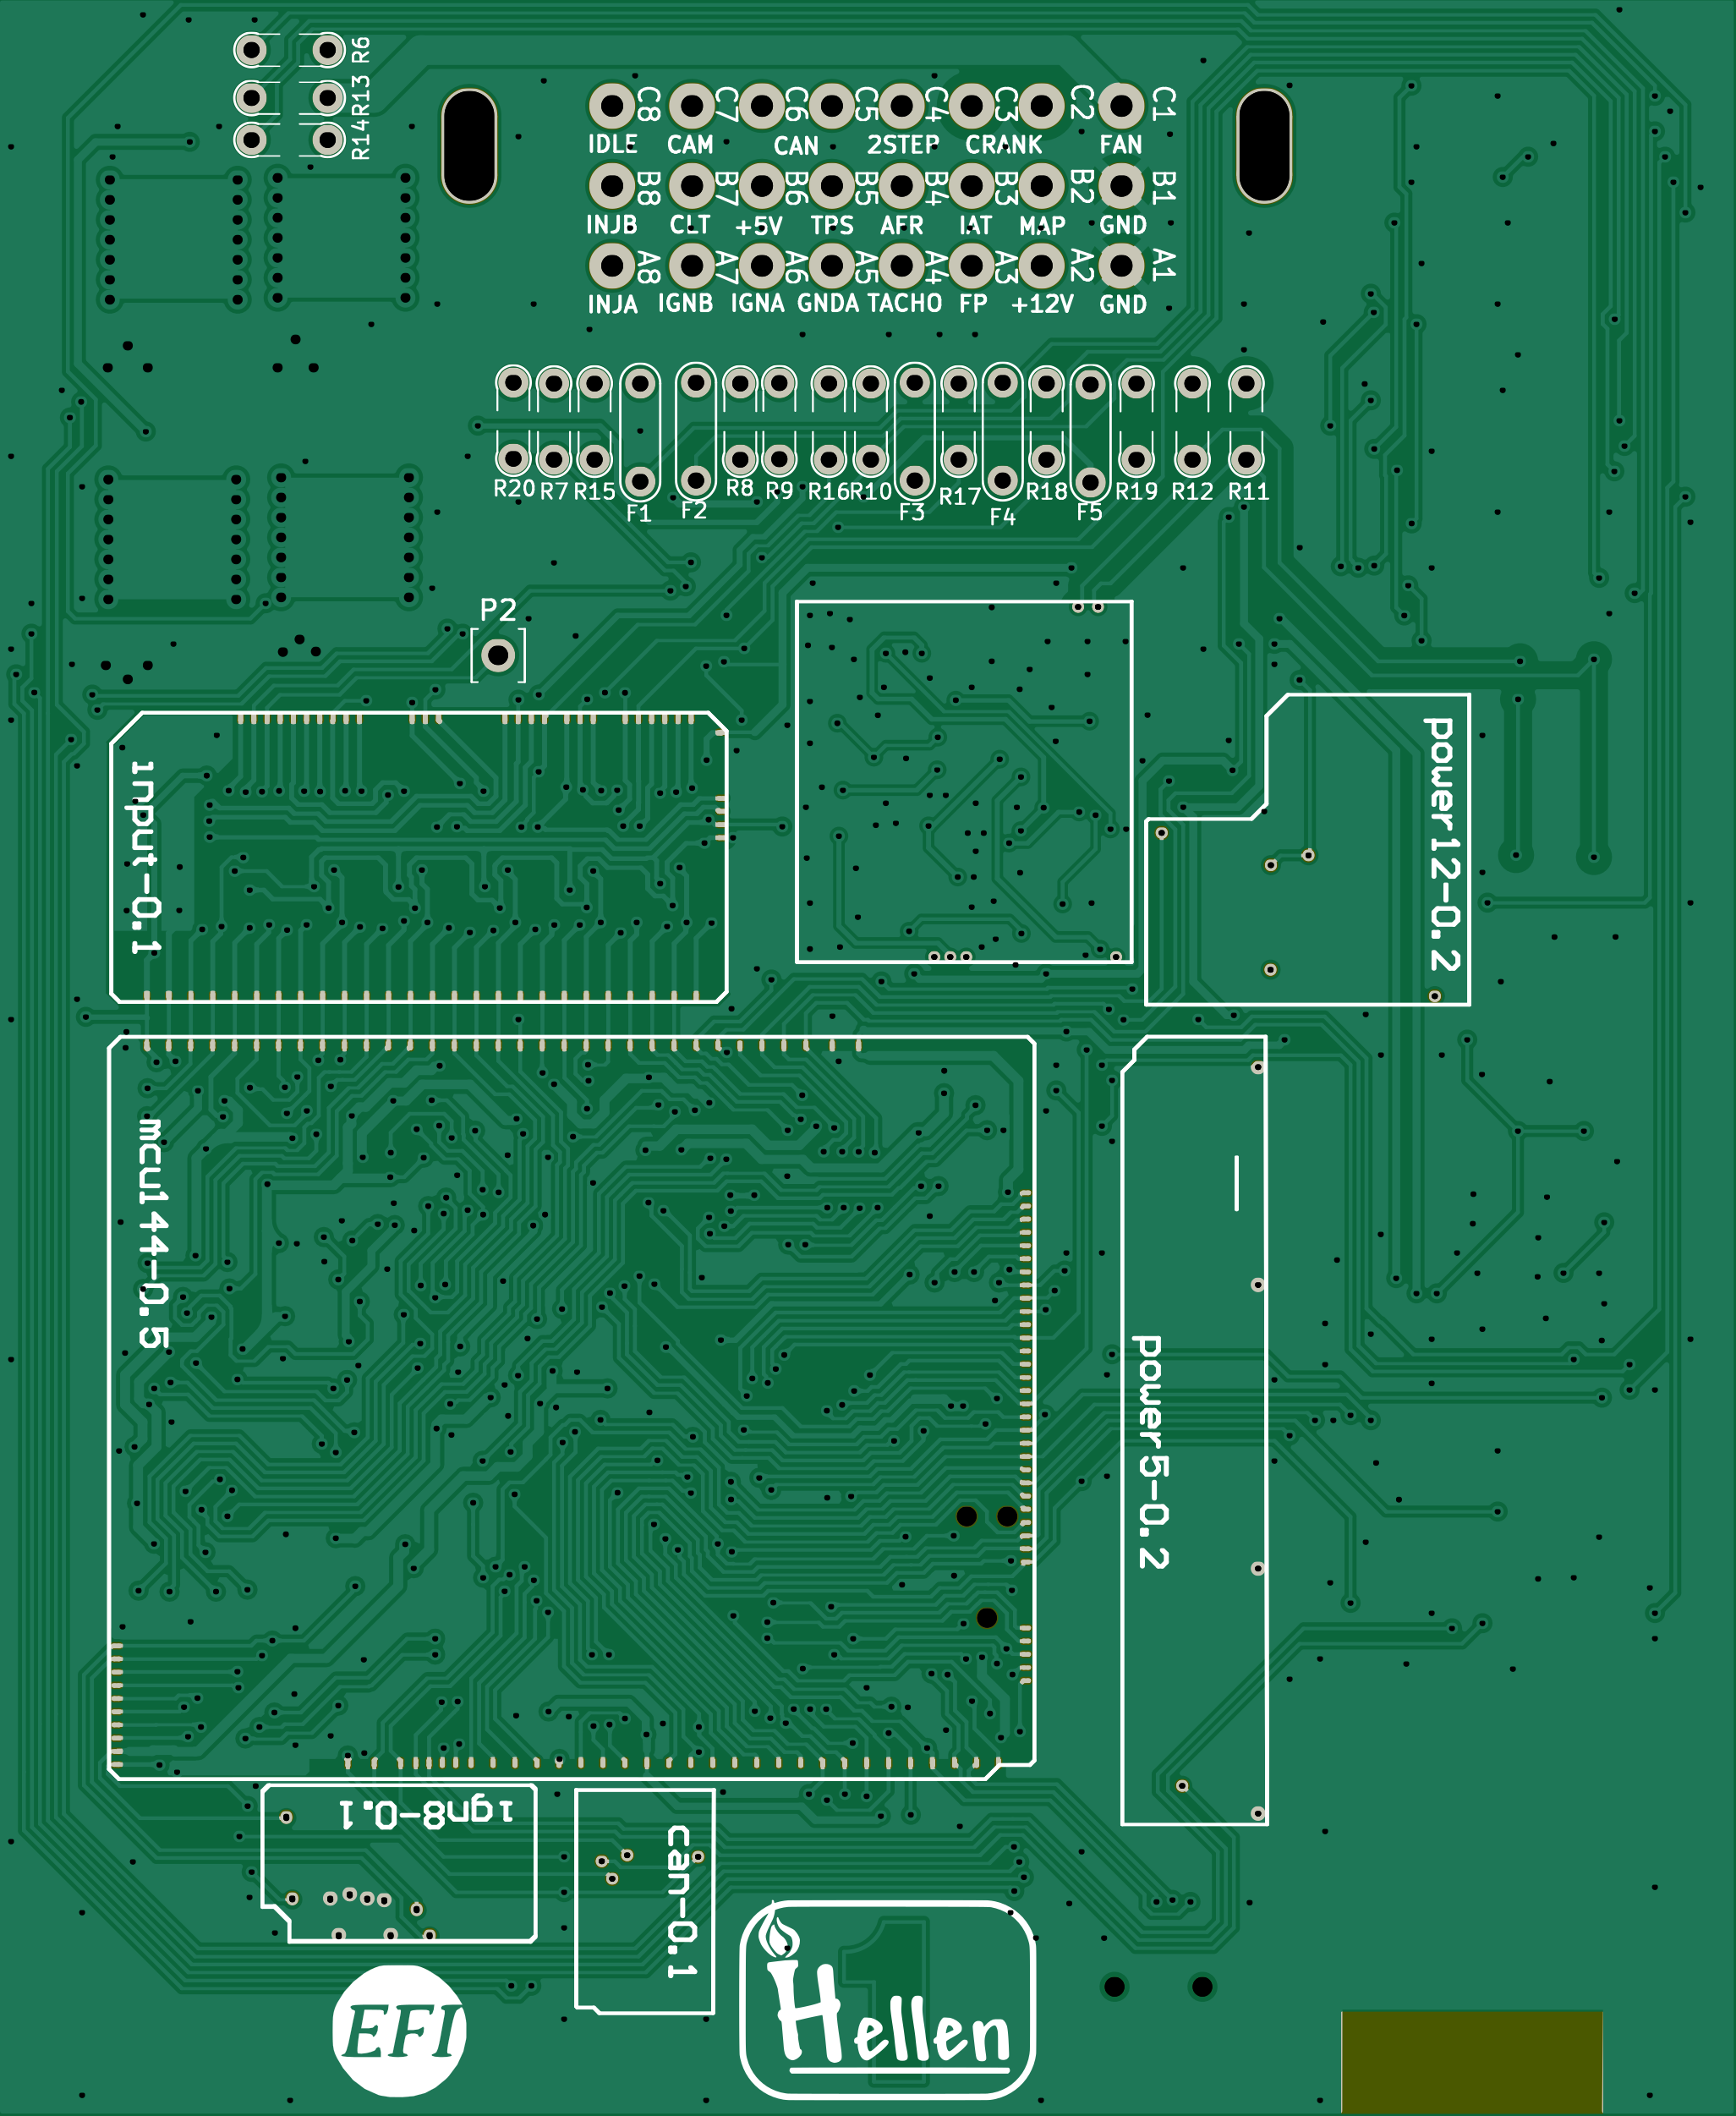 R6
R13
R14
C8 C7 C6 C5 C4 C3 C2 C1
IDLE CAM CAN 2STEP CRANK FAN
B8 B7 B6 B5 B4 B3 B2 B1
INJB CLT +5V TPS AFR IAT MAP GND
A8 A7 A6 A5 A4 A3 A2 A1
INJA IGNB IGNA GNDA TACHO FP +12V GND
R20 R7 R15 F1 F2 R8 R9 R16 R10 F3 R17 F4 R18 F5 R19 R12 R11
P2
input-0.1
power12-0.2
mcu144-0.5
power5-0.2
ign8-0.1
can-0.1
EFI
1
Hellen